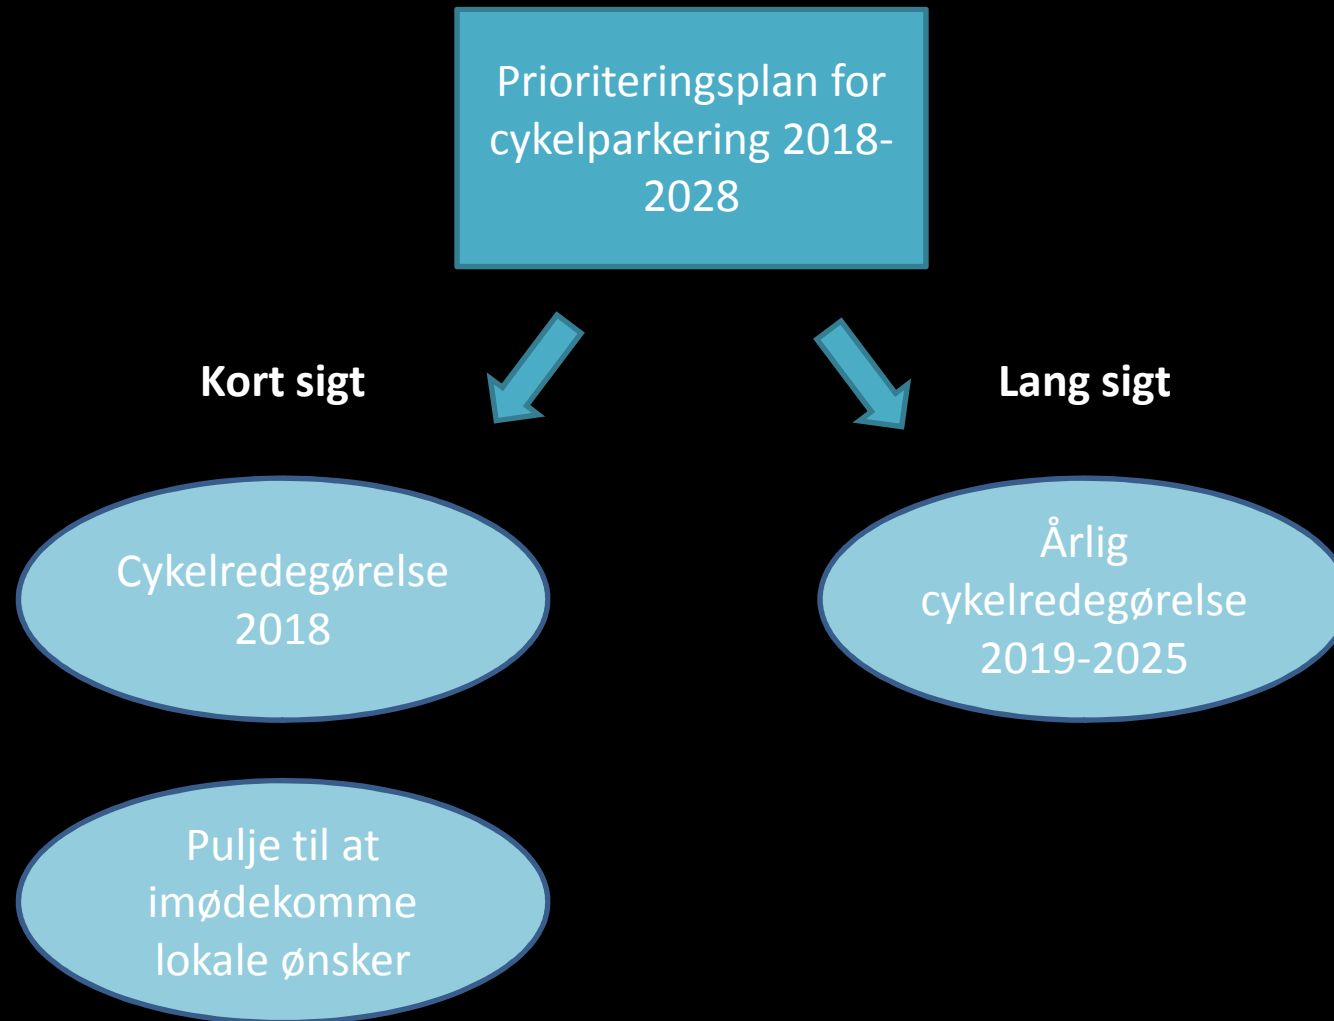 Prioriteringsplan for
cykelparkering 2018-
2028
Kort sigt
Lang sigt
Cykelredegørelse
2018
Årlig
cykelredegørelse
2019-2025
Pulje til at
imødekomme
lokale ønsker